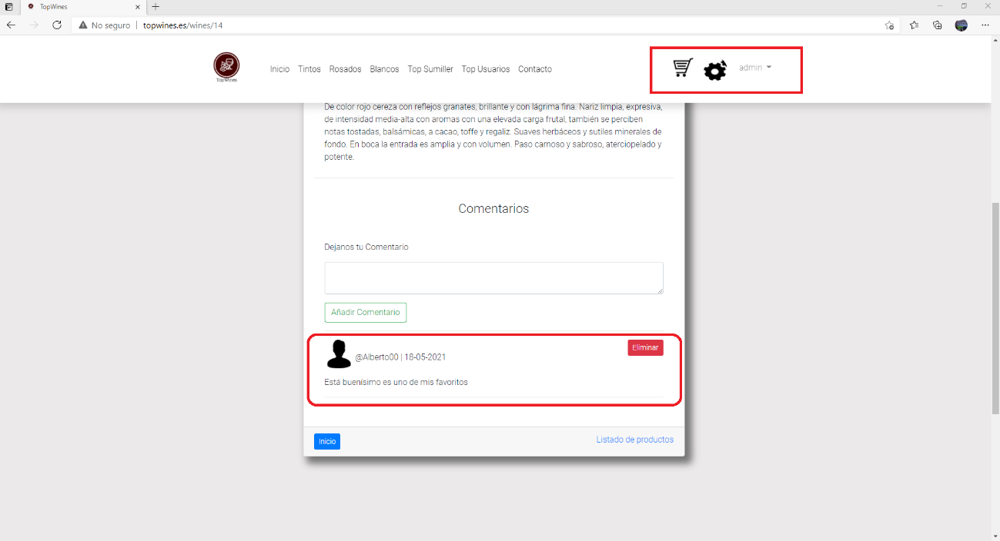 TopWines
No seguro | topwines.es/wines/14
TopWines
Inicio Tintos Rosados Blancos Top Sumiller Top Usuarios Contacto
admin
De color rojo cereza con reflejos granates, brillante y con lágrima fina. Nariz limpia, expresiva,
de intensidad media-alta con aromas con una elevada carga frutal, también se perciben
notas tostadas, balsámicas, a cacao, toffe y regaliz. Suaves herbáceos y sutiles minerales de
fondo. En boca la entrada es amplia y con volumen. Paso carnoso y sabroso, aterciopelado y
potente.
Comentarios
Dejanos tu Comentario
Añadir Comentario
@Alberto00 | 18-05-2021
Eliminar
Está buenísimo es uno de mis favoritos
Inicio
Listado de productos